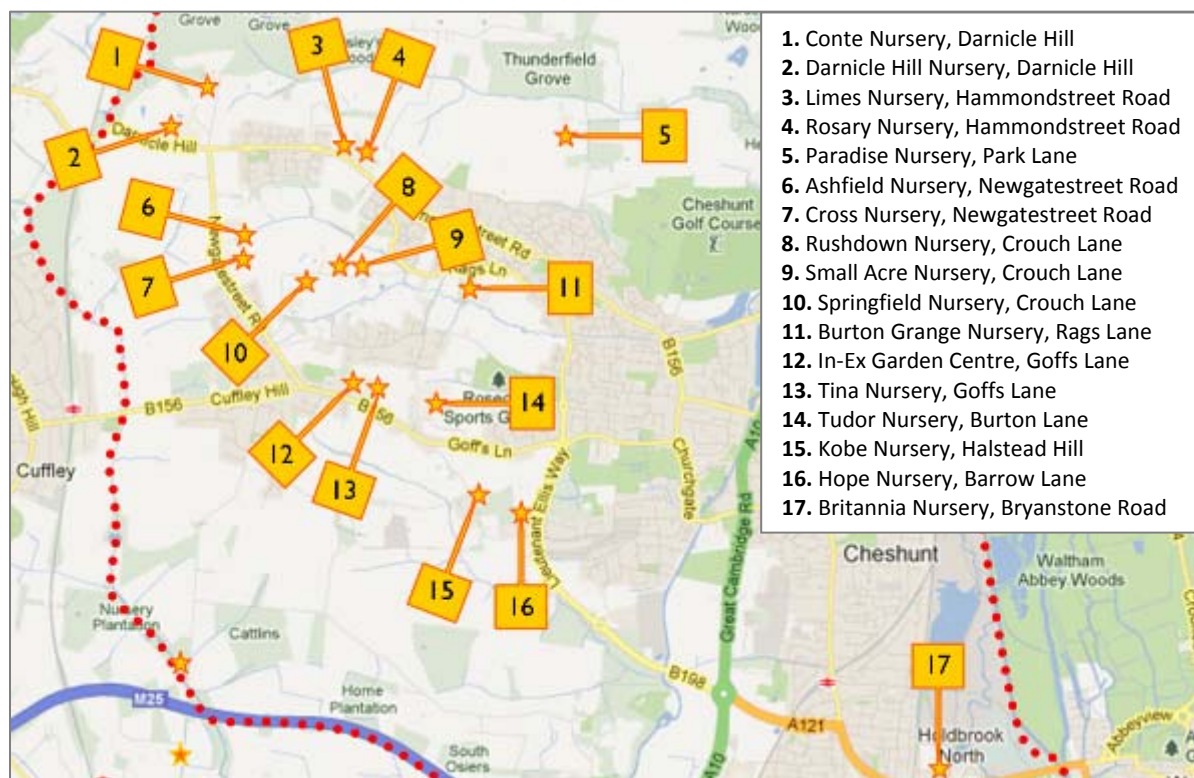 1. Conte Nursery, Darnicle Hill
2. Darnicle Hill Nursery, Darnicle Hill
3. Limes Nursery, Hammondstreet Road
4. Rosary Nursery, Hammondstreet Road
5. Paradise Nursery, Park Lane
6. Ashfield Nursery, Newgatestreet Road
7. Cross Nursery, Newgatestreet Road
8. Rushdown Nursery, Crouch Lane
9. Small Acre Nursery, Crouch Lane
10. Springfield Nursery, Crouch Lane
11. Burton Grange Nursery, Rags Lane
12. In-Ex Garden Centre, Goffs Lane
13. Tina Nursery, Goffs Lane
14. Tudor Nursery, Burton Lane
15. Kobe Nursery, Halstead Hill
16. Hope Nursery, Barrow Lane
17. Britannia Nursery, Bryanstone Road
Grove
Grove
Thunderfield
Grove
1
3
4
5
2
Darnicle Hill
8
6
Cheshunt
Golf Course
9
7
Newgatestreet R
street Rd
Rags Ln
11
10
B156
Cuffley Hill
B156
Sports G
14
B156
Goffs Ln
Cuffley
12
13
Churchgate
A10
Lieutenant Ellis Way
Great Cambridge Rd
15
16
Cheshunt
Waltham
Abbey Woods
Nursery
Plantation
Cattlins
17
B198
M25
Home
Plantation
A121
Holdbrook
North
Abbeyview
South
Osiers
A10